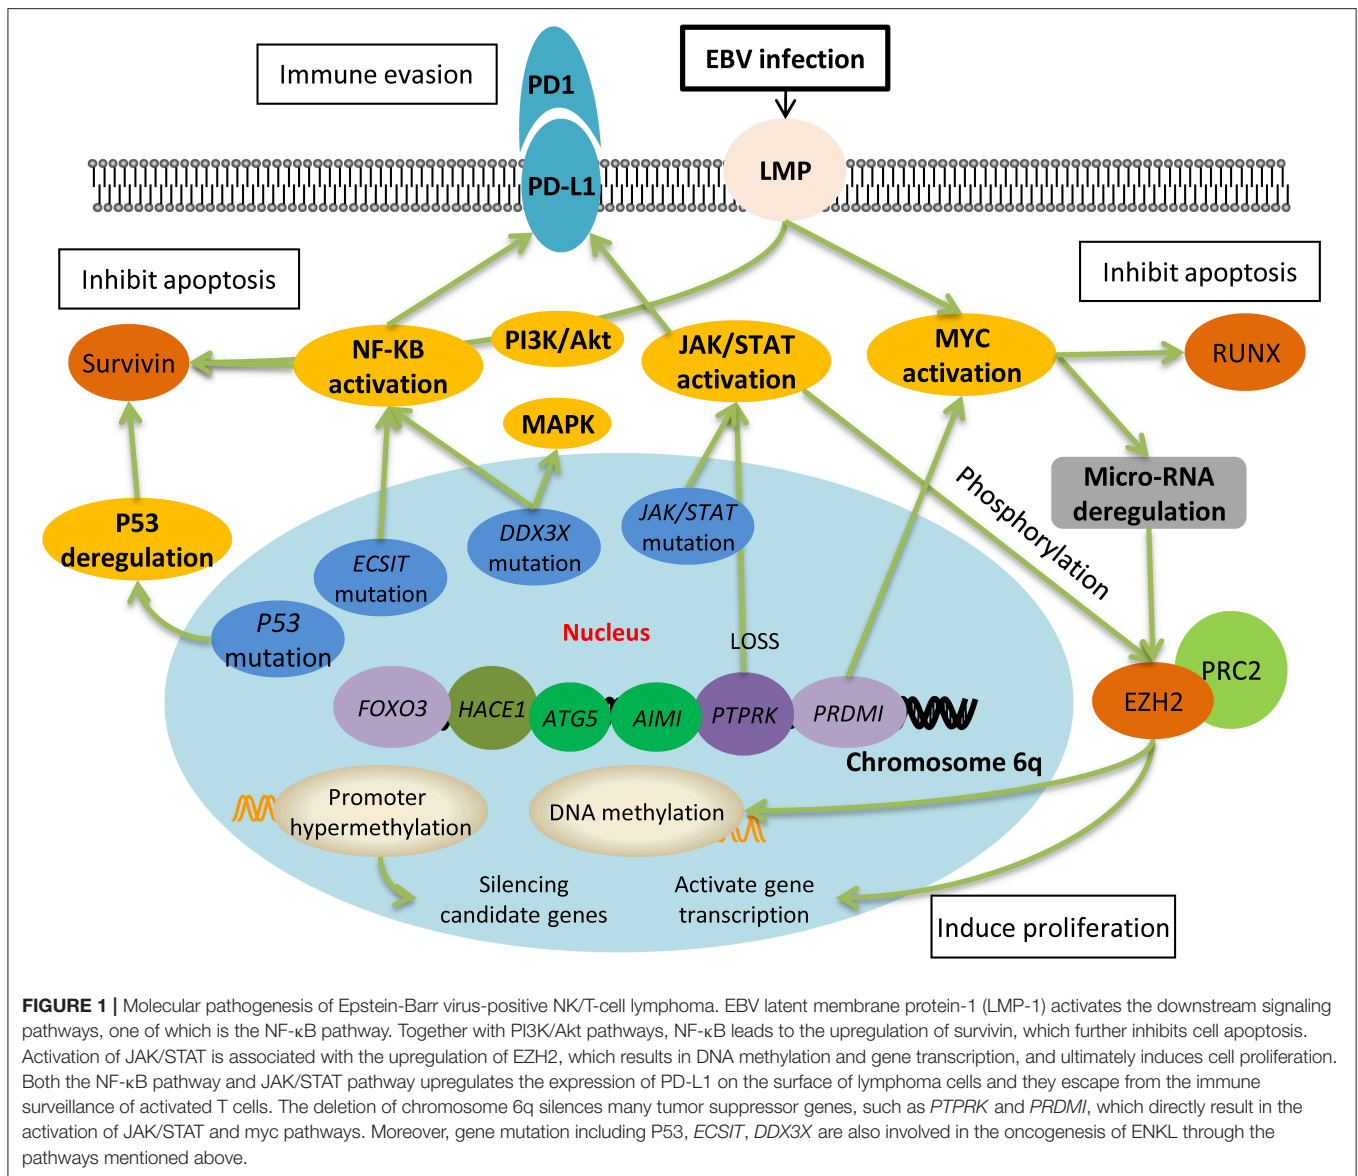 Immune evasion
PD1
EBV infection
PD-L1
LMP
Inhibit apoptosis
Inhibit apoptosis
Survivin
NF-KB
activation
PI3K/Akt
JAK/STAT
activation
MYC
activation
RUNX
MAPK
Micro-RNA
deregulation
Phosphorylation
P53
deregulation
ECSIT
mutation
DDX3X
mutation
JAK/STAT
mutation
P53
mutation
Nucleus
LOSS
PRC2
EZH2
FOXO3
HACE1
ATG5
AIMI
PTPRK
PRDMI
Chromosome 6q
Promoter
hypermethylation
DNA methylation
Silencing
candidate genes
Activate gene
transcription
Induce proliferation
FIGURE 1 | Molecular pathogenesis of Epstein-Barr virus-positive NK/T-cell lymphoma. EBV latent membrane protein-1 (LMP-1) activates the downstream signaling
pathways, one of which is the NF-κB pathway. Together with PI3K/Akt pathways, NF-κB leads to the upregulation of survivin, which further inhibits cell apoptosis.
Activation of JAK/STAT is associated with the upregulation of EZH2, which results in DNA methylation and gene transcription, and ultimately induces cell proliferation.
Both the NF-κB pathway and JAK/STAT pathway upregulates the expression of PD-L1 on the surface of lymphoma cells and they escape from the immune
surveillance of activated T cells. The deletion of chromosome 6q silences many tumor suppressor genes, such as PTPRK and PRDMI, which directly result in the
activation of JAK/STAT and myc pathways. Moreover, gene mutation including P53, ECSIT, DDX3X are also involved in the oncogenesis of ENKL through the
pathways mentioned above.